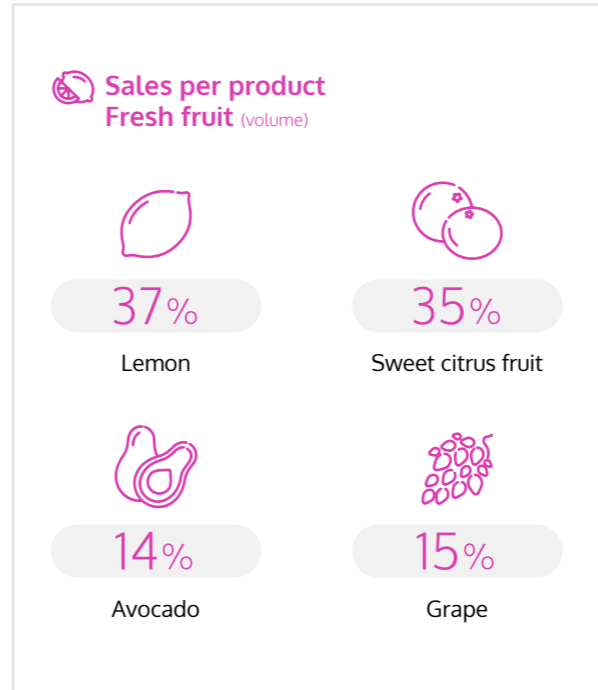 Sales per product
Fresh fruit (volume)
37%
35%
Lemon
Sweet citrus fruit
14%
15%
Avocado
Grape